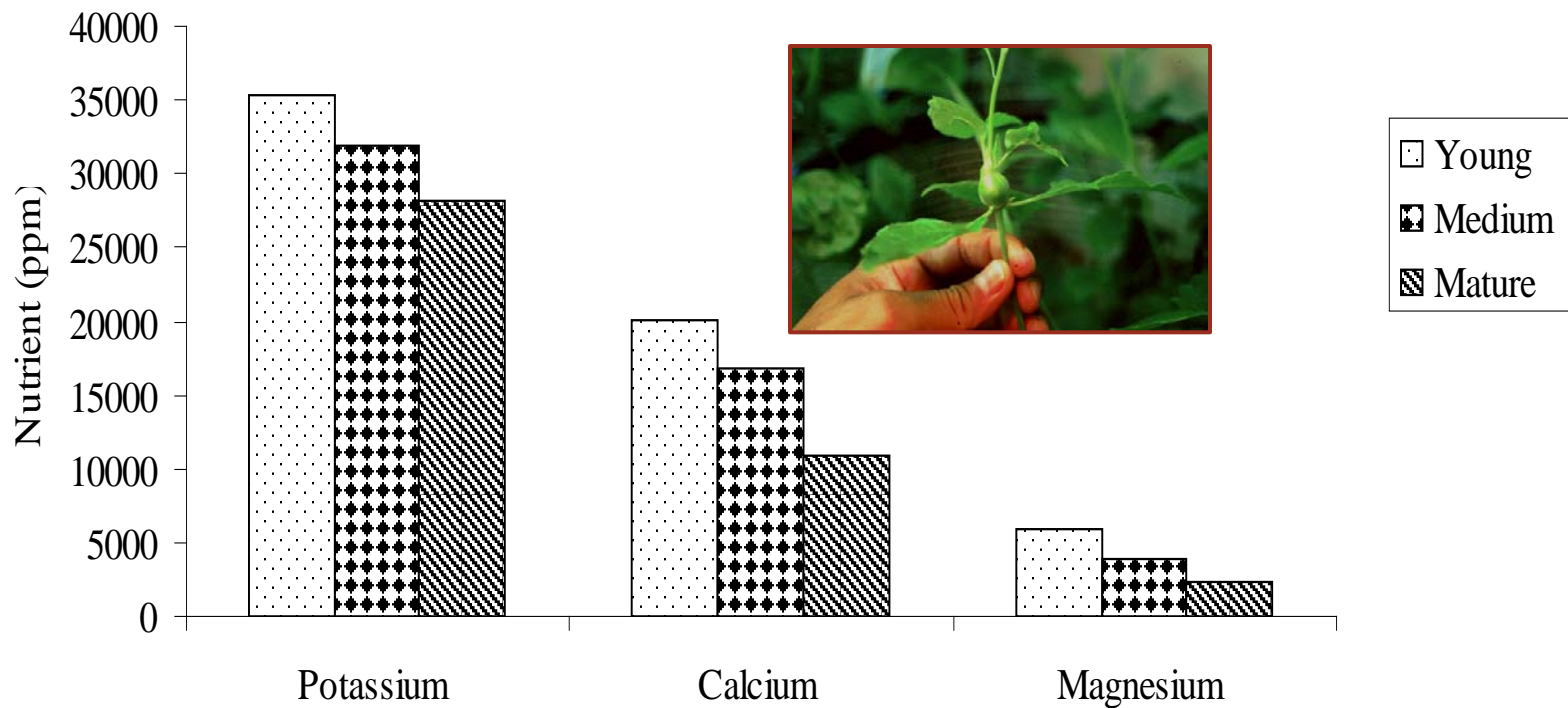 Nutrient (ppm)
40000
35000
30000
25000
20000
15000
10000
5000
0
Potassium
Calcium
Magnesium
Young
Medium
Mature